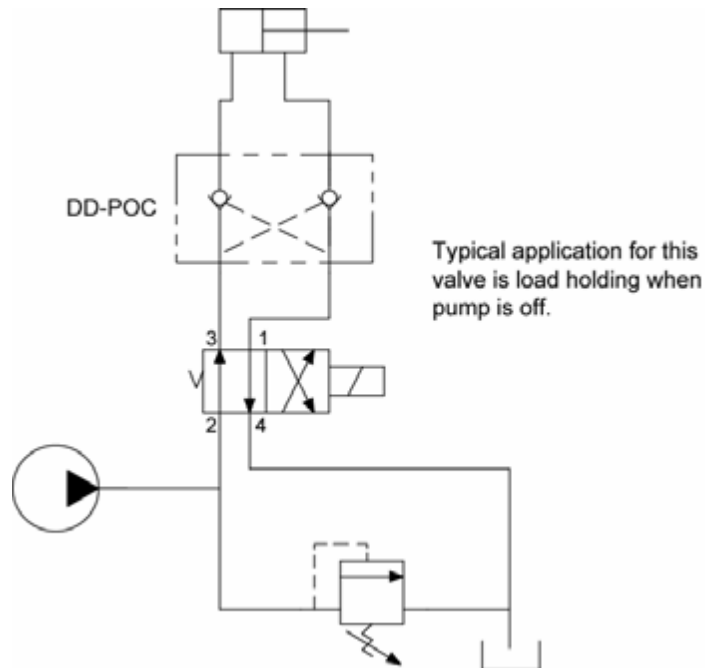 DD-POC
Typical application for this
valve is load holding when
pump is off.
3 1
2 4